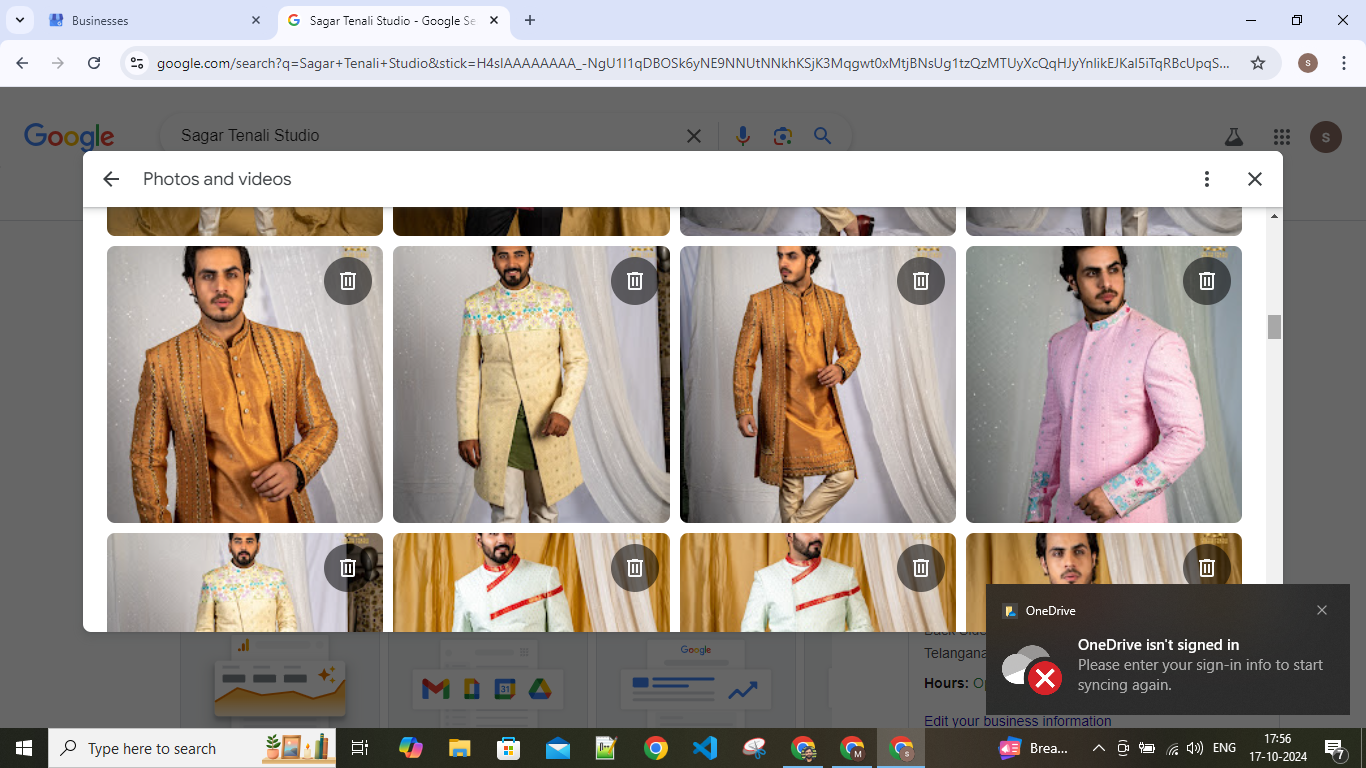 Businesses
Sagar Tenali Studio - Google Se
google.com/search?q=Sagar+Tenali+Studio&stick=H4sIAAAAAAAA_-NgU1I1qDBOSk6yNE9NNUtNNkhKSjK3Mqgwt0xMtjBNsUg1tzQzMTUyXcQqHJyYnlikEJKal5iTqRBcUpqS...
s
Google
Sagar Tenali Studio
s
Photos and videos
Google
31
Telangana
Hours: Op
Edit your business information
OneDrive
OneDrive isn't signed in
Please enter your sign-in info to start
syncing again.
Type here to search
M
s
Brea...
ENG
17:56
17-10-2024
7